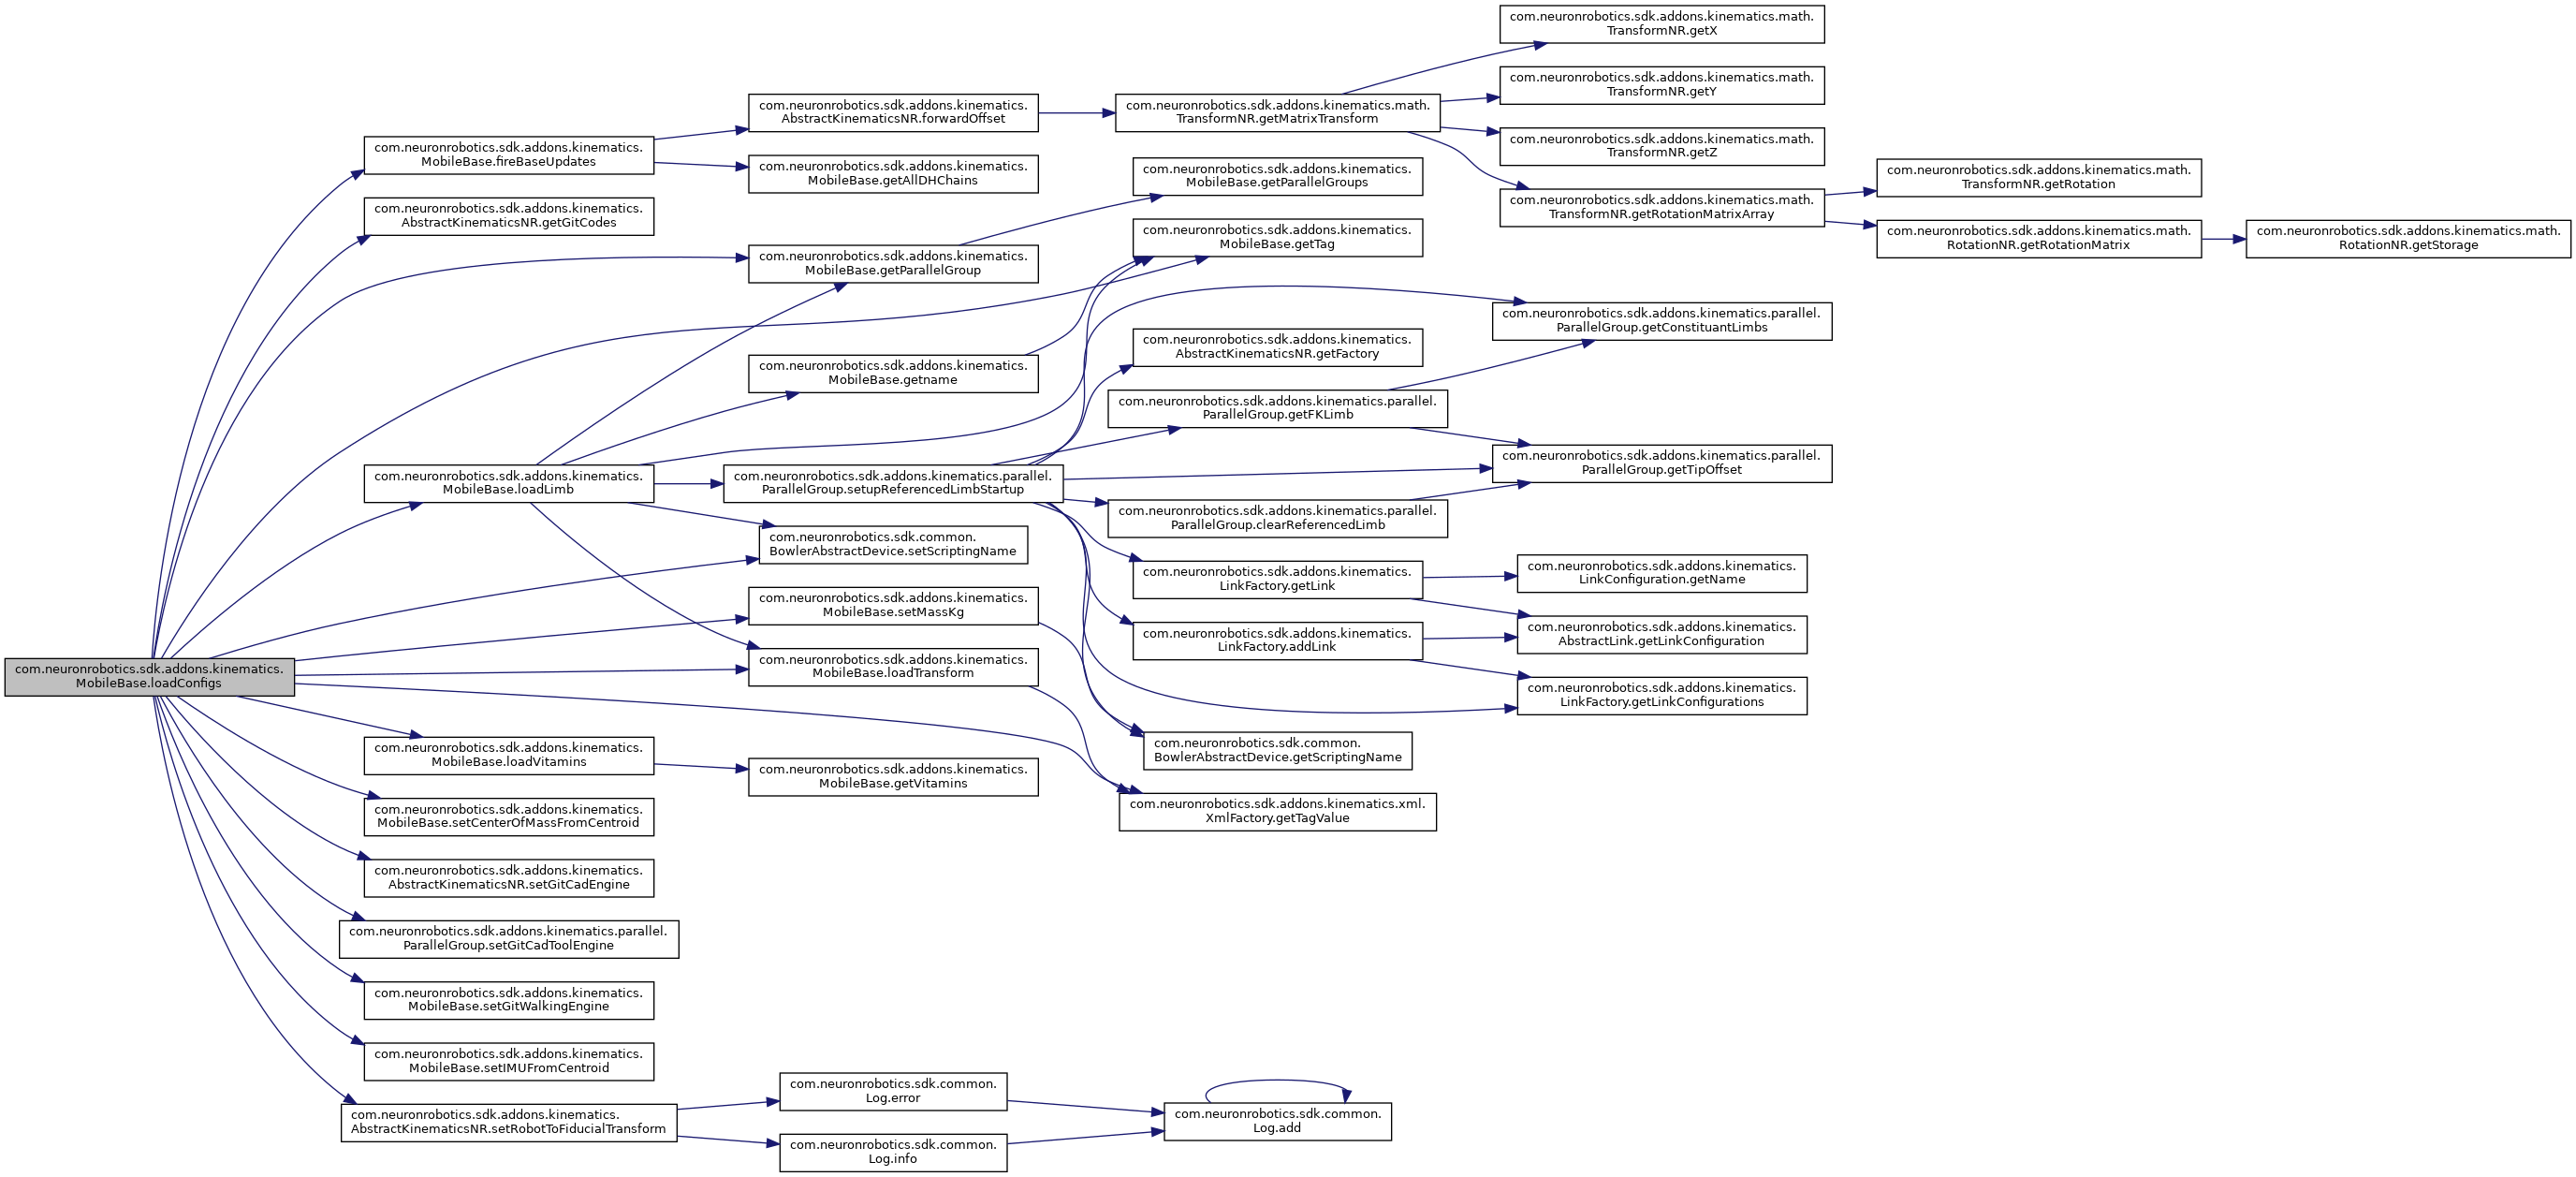 com.neuronrobotics.sdk.addons.kinematics.
MobileBase.loadConfigs
com.neuronrobotics.sdk.addons.kinematics.
MobileBase.fireBaseUpdates
com.neuronrobotics.sdk.addons.kinematics.
AbstractKinematicsNR.getGitCodes
com.neuronrobotics.sdk.addons.kinematics.
MobileBase.loadLimb
com.neuronrobotics.sdk.addons.kinematics.
MobileBase.loadVitamins
com.neuronrobotics.sdk.addons.kinematics.
MobileBase.setCenterOfMassFromCentroid
com.neuronrobotics.sdk.addons.kinematics.
AbstractKinematicsNR.setGitCadEngine
com.neuronrobotics.sdk.addons.kinematics.parallel.
ParallelGroup.setGitCadToolEngine
com.neuronrobotics.sdk.addons.kinematics.
MobileBase.setGitWalkingEngine
com.neuronrobotics.sdk.addons.kinematics.
MobileBase.setIMUFromCentroid
com.neuronrobotics.sdk.addons.kinematics.
AbstractKinematicsNR.setRobotToFiducialTransform
com.neuronrobotics.sdk.addons.kinematics.
AbstractKinematicsNR.forwardOffset
com.neuronrobotics.sdk.addons.kinematics.
MobileBase.getAllDHChains
com.neuronrobotics.sdk.addons.kinematics.
MobileBase.getParallelGroup
com.neuronrobotics.sdk.addons.kinematics.
MobileBase.getname
com.neuronrobotics.sdk.addons.kinematics.parallel.
ParallelGroup.setupReferencedLimbStartup
com.neuronrobotics.sdk.common.
BowlerAbstractDevice.setScriptingName
com.neuronrobotics.sdk.addons.kinematics.
MobileBase.setMassKg
com.neuronrobotics.sdk.addons.kinematics.
MobileBase.loadTransform
com.neuronrobotics.sdk.addons.kinematics.
MobileBase.getVitamins
com.neuronrobotics.sdk.common.
Log.error
com.neuronrobotics.sdk.common.
Log.info
com.neuronrobotics.sdk.addons.kinematics.math.
TransformNR.getMatrixTransform
com.neuronrobotics.sdk.addons.kinematics.
MobileBase.getParallelGroups
com.neuronrobotics.sdk.addons.kinematics.
MobileBase.getTag
com.neuronrobotics.sdk.addons.kinematics.
AbstractKinematicsNR.getFactory
com.neuronrobotics.sdk.addons.kinematics.parallel.
ParallelGroup.getFKLimb
com.neuronrobotics.sdk.addons.kinematics.parallel.
ParallelGroup.clearReferencedLimb
com.neuronrobotics.sdk.addons.kinematics.
LinkFactory.getLink
com.neuronrobotics.sdk.addons.kinematics.
LinkFactory.addLink
com.neuronrobotics.sdk.common.
BowlerAbstractDevice.getScriptingName
com.neuronrobotics.sdk.addons.kinematics.xml.
XmlFactory.getTagValue
com.neuronrobotics.sdk.common.
Log.add
com.neuronrobotics.sdk.addons.kinematics.math.
TransformNR.getX
com.neuronrobotics.sdk.addons.kinematics.math.
TransformNR.getY
com.neuronrobotics.sdk.addons.kinematics.math.
TransformNR.getZ
com.neuronrobotics.sdk.addons.kinematics.math.
TransformNR.getRotationMatrixArray
com.neuronrobotics.sdk.addons.kinematics.parallel.
ParallelGroup.getConstituantLimbs
com.neuronrobotics.sdk.addons.kinematics.parallel.
ParallelGroup.getTipOffset
com.neuronrobotics.sdk.addons.kinematics.
LinkConfiguration.getName
com.neuronrobotics.sdk.addons.kinematics.
AbstractLink.getLinkConfiguration
com.neuronrobotics.sdk.addons.kinematics.
LinkFactory.getLinkConfigurations
com.neuronrobotics.sdk.addons.kinematics.math.
TransformNR.getRotation
com.neuronrobotics.sdk.addons.kinematics.math.
RotationNR.getRotationMatrix
com.neuronrobotics.sdk.addons.kinematics.math.
RotationNR.getStorage